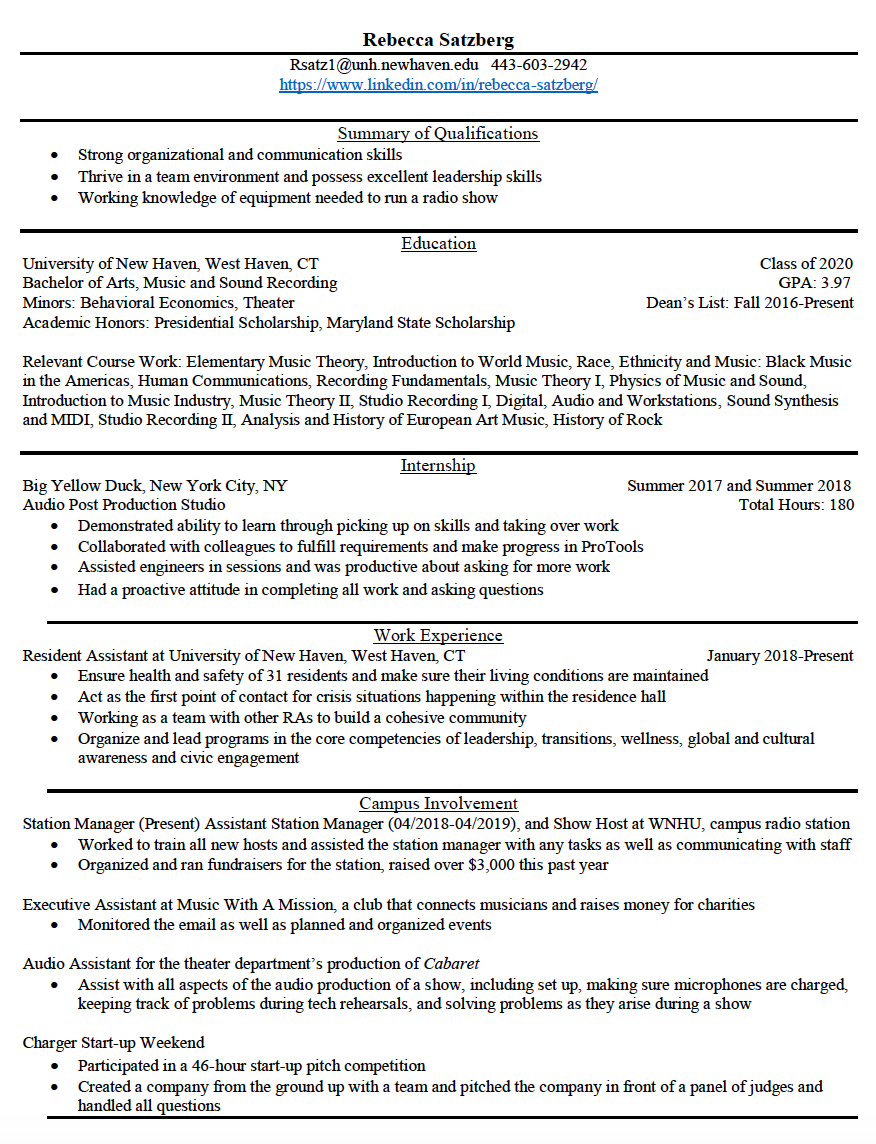 Rebecca Satzberg
Rsatz1@unh.newhaven.edu 443-603-2942
https://www.linkedin.com/in/rebecca-satzberg/
Summary of Qualifications
• Strong organizational and communication skills
• Thrive in a team environment and possess excellent leadership skills
• Working knowledge of equipment needed to run a radio show
Education
University of New Haven, West Haven, CT Class of 2020
Bachelor of Arts, Music and Sound Recording GPA: 3.97
Minors: Behavioral Economics, Theater Dean's List: Fall 2016-Present
Academic Honors: Presidential Scholarship, Maryland State Scholarship
Relevant Course Work: Elementary Music Theory, Introduction to World Music, Race, Ethnicity and Music: Black Music
in the Americas, Human Communications, Recording Fundamentals, Music Theory I, Physics of Music and Sound,
Introduction to Music Industry, Music Theory II, Studio Recording I, Digital, Audio and Workstations, Sound Synthesis
and MIDI, Studio Recording II, Analysis and History of European Art Music, History of Rock
Internship
Big Yellow Duck, New York City, NY Summer 2017 and Summer 2018
Audio Post Production Studio Total Hours: 180
• Demonstrated ability to learn through picking up on skills and taking over work
• Collaborated with colleagues to fulfill requirements and make progress in ProTools
• Assisted engineers in sessions and was productive about asking for more work
• Had a proactive attitude in completing all work and asking questions
Work Experience
Resident Assistant at University of New Haven, West Haven, CT January 2018-Present
• Ensure health and safety of 31 residents and make sure their living conditions are maintained
• Act as the first point of contact for crisis situations happening within the residence hall
• Working as a team with other RAs to build a cohesive community
• Organize and lead programs in the core competencies of leadership, transitions, wellness, global and cultural
awareness and civic engagement
Campus Involvement
Station Manager (Present) Assistant Station Manager (04/2018-04/2019), and Show Host at WNHU, campus radio station
• Worked to train all new hosts and assisted the station manager with any tasks as well as communicating with staff
• Organized and ran fundraisers for the station, raised over $3,000 this past year
Executive Assistant at Music With A Mission, a club that connects musicians and raises money for charities
• Monitored the email as well as planned and organized events
Audio Assistant for the theater department's production of Cabaret
• Assist with all aspects of the audio production of a show, including set up, making sure microphones are charged,
keeping track of problems during tech rehearsals, and solving problems as they arise during a show
Charger Start-up Weekend
• Participated in a 46-hour start-up pitch competition
• Created a company from the ground up with a team and pitched the company in front of a panel of judges and
handled all questions